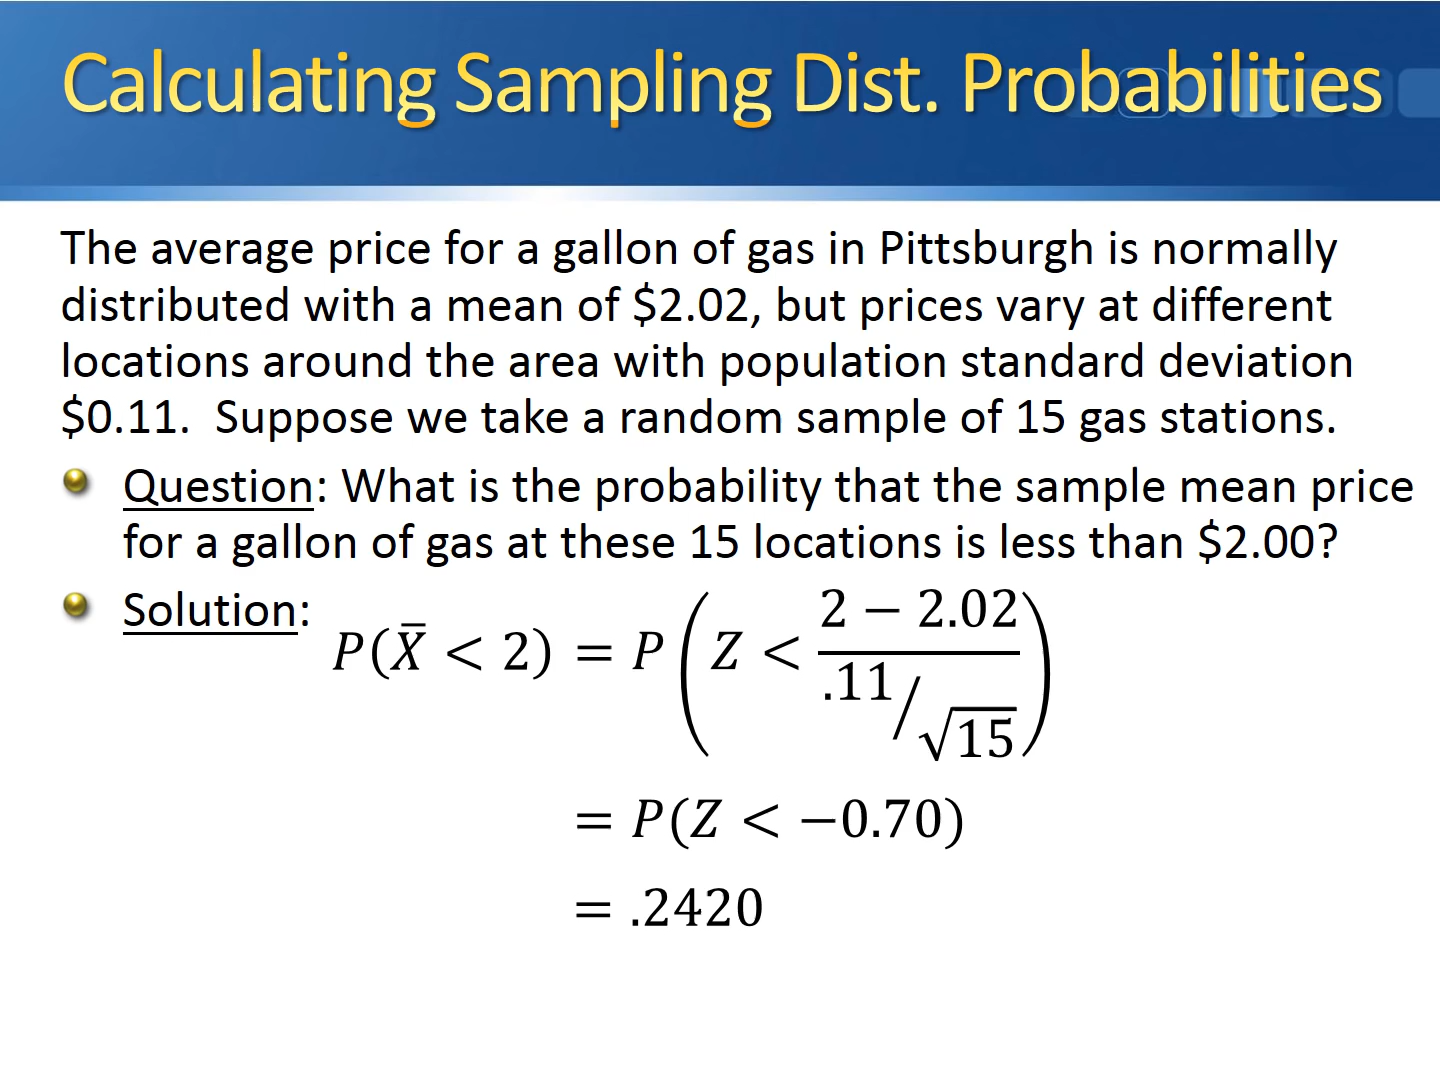 Calculating Sampling Dist. Probabilities
The average price for a gallon of gas in Pittsburgh is normally
distributed with a mean of $2.02, but prices vary at different
locations around the area with population standard deviation
$0.11.  Suppose we take a random sample of 15 gas stations.
Question: What is the probability that the sample mean price
for a gallon of gas at these 15 locations is less than $2.00?
Solution:
P(X̄ < 2) = P(Z < (2 − 2.02)/(.11/√15))
= P(Z < −0.70)
= .2420